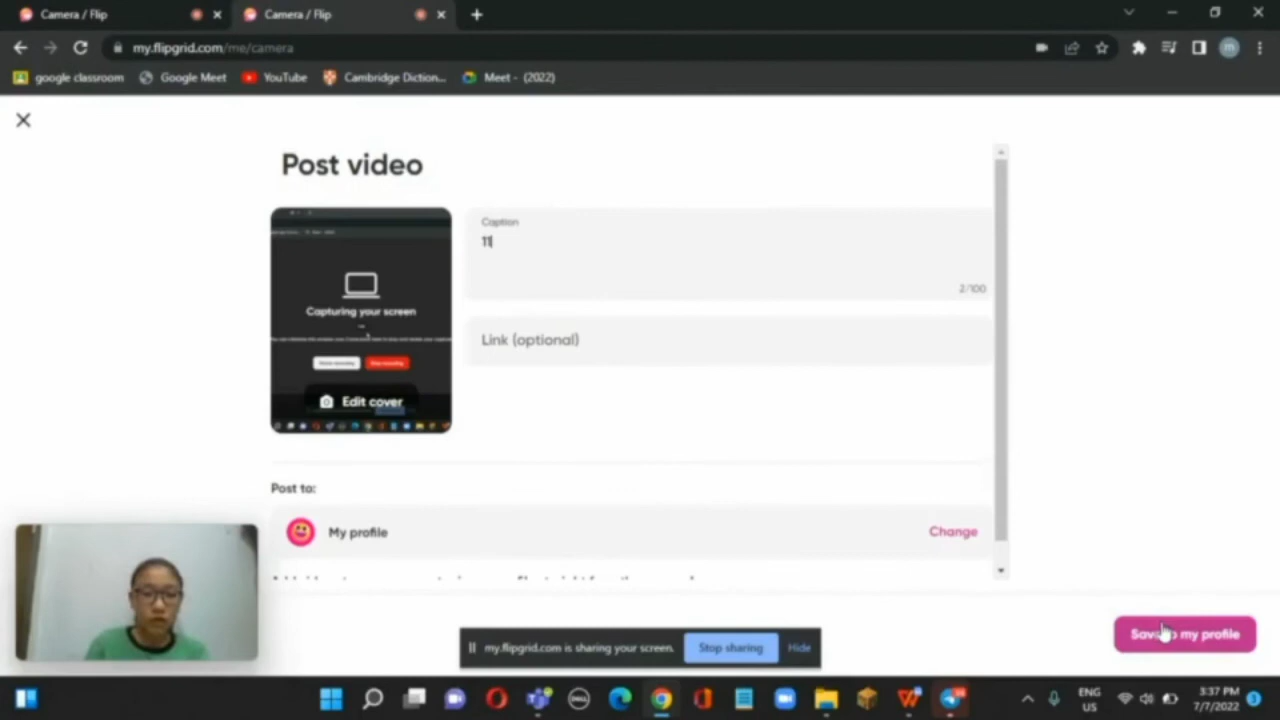 Camera / Flip
Camera / Flip
my.flipgrid.com/me/camera
google classroom
Google Meet
YouTube
Cambridge Diction...
Meet - (2022)
Post video
Caption
11
2/100
Link (optional)
Capturing your screen
Edit cover
Post to:
My profile
Change
my.flipgrid.com is sharing your screen.
Stop sharing
Hide
my profile
ENG
US
3:37 PM
7/7/2022